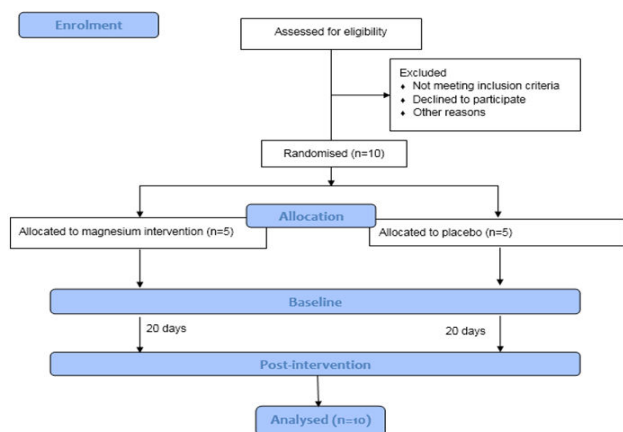 Enrolment
Assessed for eligibility
Excluded
♦ Not meeting inclusion criteria
♦ Declined to participate
♦ Other reasons
Randomised (n=10)
Allocation
Allocated to magnesium intervention (n=5)
Allocated to placebo (n=5)
Baseline
20 days
20 days
Post-intervention
Analysed (n=10)